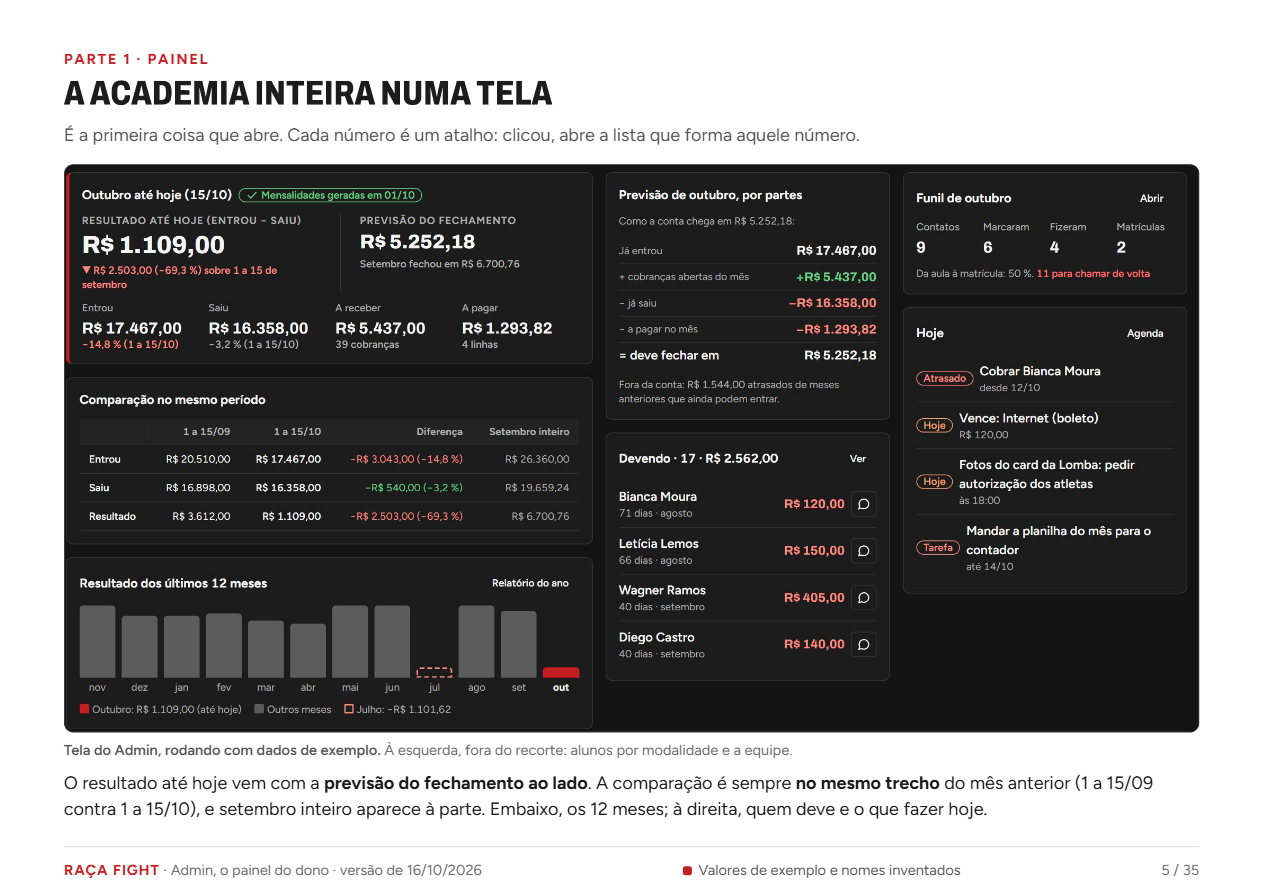 PARTE 1 · PAINEL
A ACADEMIA INTEIRA NUMA TELA
É a primeira coisa que abre. Cada número é um atalho: clicou, abre a lista que forma aquele número.
Outubro até hoje (15/10)
✓ Mensalidades geradas em 01/10
RESULTADO ATÉ HOJE (ENTROU − SAIU)
R$ 1.109,00
▼ R$ 2.503,00 (−69,3 %) sobre 1 a 15 de
setembro
PREVISÃO DO FECHAMENTO
R$ 5.252,18
Setembro fechou em R$ 6.700,76
Entrou
R$ 17.467,00
−14,8 % (1 a 15/10)
Saiu
R$ 16.358,00
−3,2 % (1 a 15/10)
A receber
R$ 5.437,00
39 cobranças
A pagar
R$ 1.293,82
4 linhas
Comparação no mesmo período
1 a 15/09 1 a 15/10 Diferença Setembro inteiro
Entrou R$ 20.510,00 R$ 17.467,00 −R$ 3.043,00 (−14,8 %) R$ 26.360,00
Saiu R$ 16.898,00 R$ 16.358,00 −R$ 540,00 (−3,2 %) R$ 19.659,24
Resultado R$ 3.612,00 R$ 1.109,00 −R$ 2.503,00 (−69,3 %) R$ 6.700,76
Resultado dos últimos 12 meses
Relatório do ano
nov dez jan fev mar abr mai jun jul ago set out
Outubro: R$ 1.109,00 (até hoje) Outros meses Julho: −R$ 1.101,62
Previsão de outubro, por partes
Como a conta chega em R$ 5.252,18:
Já entrou R$ 17.467,00
+ cobranças abertas do mês +R$ 5.437,00
− já saiu −R$ 16.358,00
− a pagar no mês −R$ 1.293,82
= deve fechar em R$ 5.252,18
Fora da conta: R$ 1.544,00 atrasados de meses
anteriores que ainda podem entrar.
Devendo · 17 · R$ 2.562,00
Ver
Bianca Moura
71 dias · agosto
R$ 120,00
Letícia Lemos
66 dias · agosto
R$ 150,00
Wagner Ramos
40 dias · setembro
R$ 405,00
Diego Castro
40 dias · setembro
R$ 140,00
Funil de outubro
Abrir
Contatos Marcaram Fizeram Matrículas
9 6 4 2
Da aula à matrícula: 50 %. 11 para chamar de volta
Hoje
Agenda
Atrasado
Cobrar Bianca Moura
desde 12/10
Hoje
Vence: Internet (boleto)
R$ 120,00
Hoje
Fotos do card da Lomba: pedir
autorização dos atletas
às 18:00
Tarefa
Mandar a planilha do mês para o
contador
até 14/10
Tela do Admin, rodando com dados de exemplo. À esquerda, fora do recorte: alunos por modalidade e a equipe.
O resultado até hoje vem com a previsão do fechamento ao lado. A comparação é sempre no mesmo trecho do mês anterior (1 a 15/09
contra 1 a 15/10), e setembro inteiro aparece à parte. Embaixo, os 12 meses; à direita, quem deve e o que fazer hoje.
RAÇA FIGHT · Admin, o painel do dono · versão de 16/10/2026
Valores de exemplo e nomes inventados
5 / 35